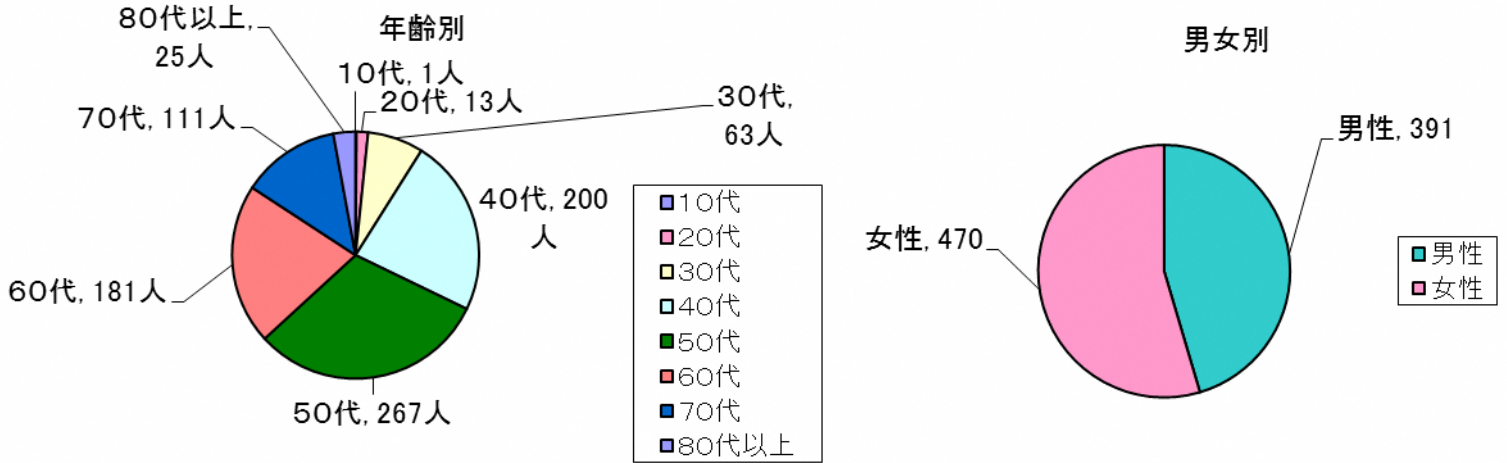 年齢別
80代以上,
25人
10代, 1人
20代, 13人
30代,
63人
70代, 111人
40代, 200
人
60代, 181人
50代, 267人
10代
20代
30代
40代
50代
60代
70代
80代以上
男女別
男性, 391
女性, 470
男性
女性